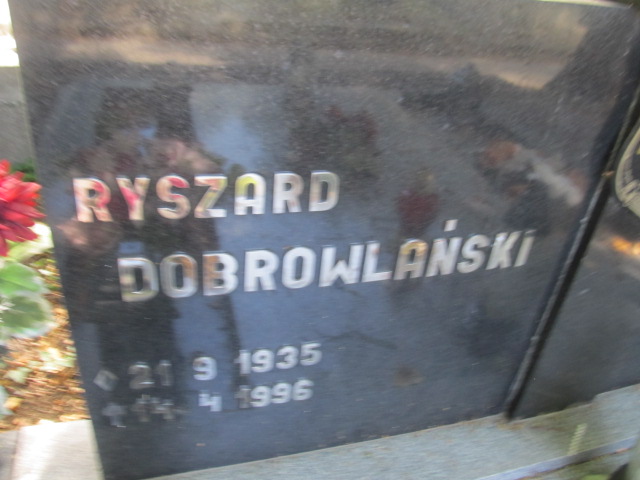 RYSZARD
DOBROWLAŃSKI
21 9 1935
† 14. 4 1996